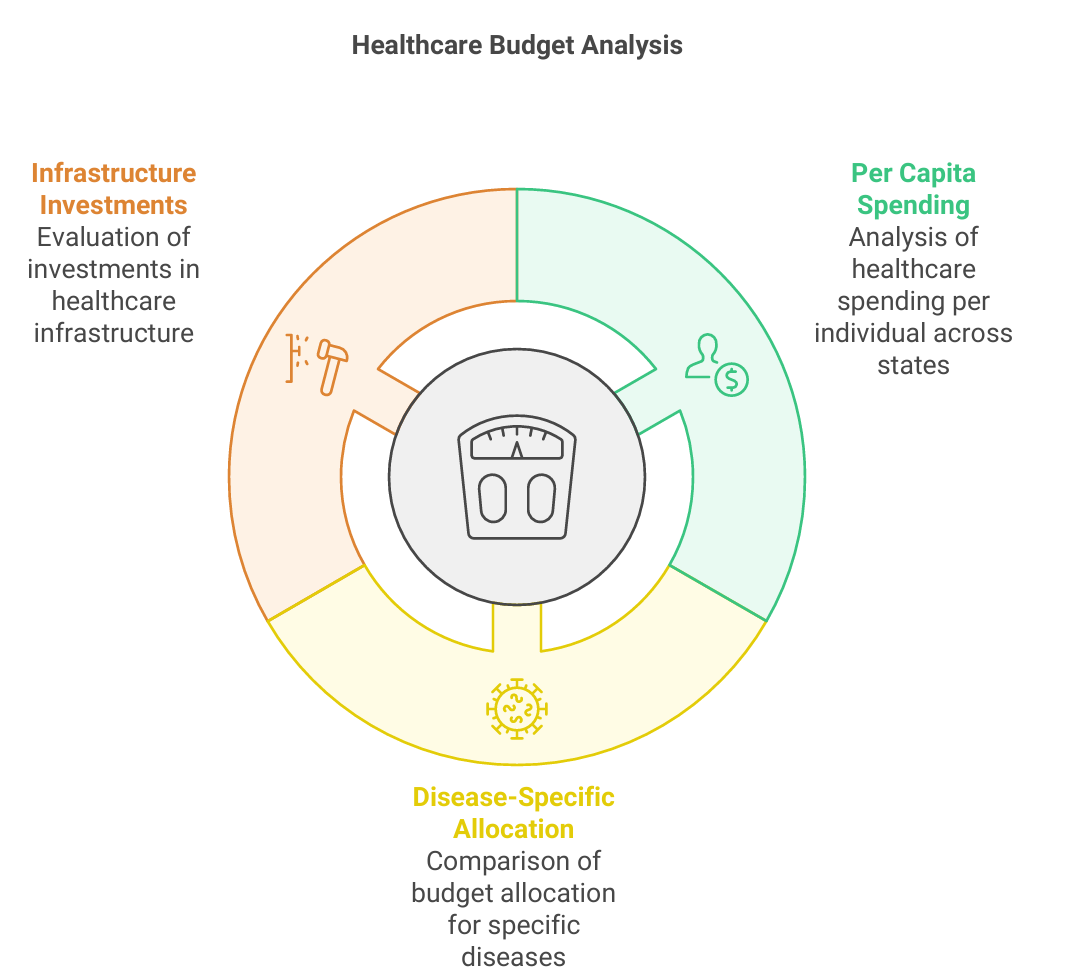 Healthcare Budget Analysis
Infrastructure
Investments
Evaluation of
investments in
healthcare
infrastructure
Per Capita
Spending
Analysis of
healthcare
spending per
individual across
states
Disease-Specific
Allocation
Comparison of
budget allocation
for specific
diseases